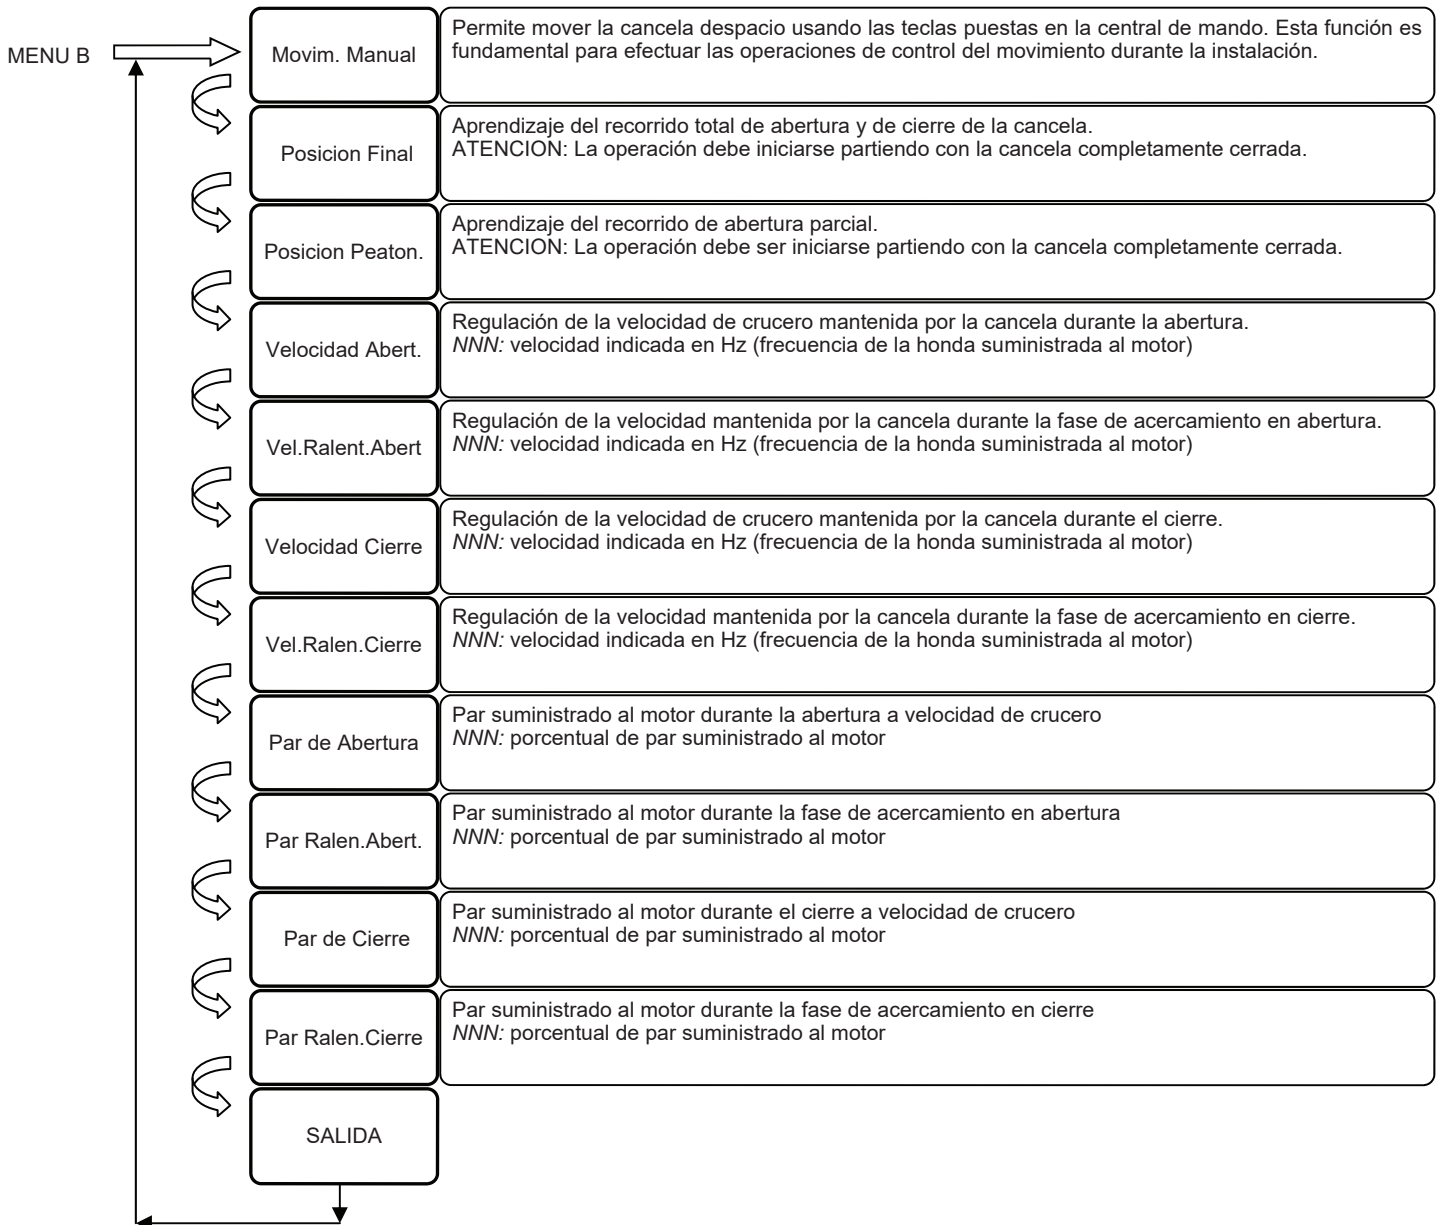 MENU B
Movim. Manual
Permite mover la cancela despacio usando las teclas puestas en la central de mando. Esta función es
fundamental para efectuar las operaciones de control del movimiento durante la instalación.
Posicion Final
Aprendizaje del recorrido total de abertura y de cierre de la cancela.
ATENCION: La operación debe iniciarse partiendo con la cancela completamente cerrada.
Posicion Peaton.
Aprendizaje del recorrido de abertura parcial.
ATENCION: La operación debe ser iniciarse partiendo con la cancela completamente cerrada.
Velocidad Abert.
Regulación de la velocidad de crucero mantenida por la cancela durante la abertura.
NNN: velocidad indicada en Hz (frecuencia de la honda suministrada al motor)
Vel.Ralent.Abert
Regulación de la velocidad mantenida por la cancela durante la fase de acercamiento en abertura.
NNN: velocidad indicada en Hz (frecuencia de la honda suministrada al motor)
Velocidad Cierre
Regulación de la velocidad de crucero mantenida por la cancela durante el cierre.
NNN: velocidad indicada en Hz (frecuencia de la honda suministrada al motor)
Vel.Ralen.Cierre
Regulación de la velocidad mantenida por la cancela durante la fase de acercamiento en cierre.
NNN: velocidad indicada en Hz (frecuencia de la honda suministrada al motor)
Par de Abertura
Par suministrado al motor durante la abertura a velocidad de crucero
NNN: porcentual de par suministrado al motor
Par Ralen.Abert.
Par suministrado al motor durante la fase de acercamiento en abertura
NNN: porcentual de par suministrado al motor
Par de Cierre
Par suministrado al motor durante el cierre a velocidad de crucero
NNN: porcentual de par suministrado al motor
Par Ralen.Cierre
Par suministrado al motor durante la fase de acercamiento en cierre
NNN: porcentual de par suministrado al motor
SALIDA